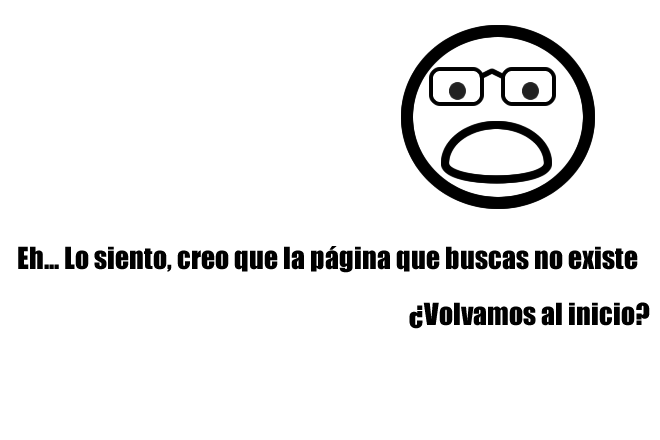 Eh... Lo siento, creo que la página que buscas no existe
¿Volvamos al inicio?